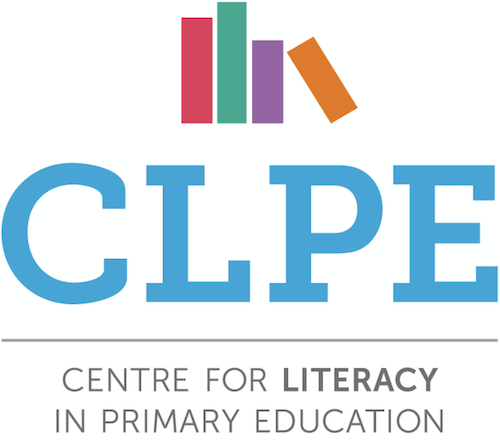 CLPE
CENTRE FOR LITERACY
IN PRIMARY EDUCATION